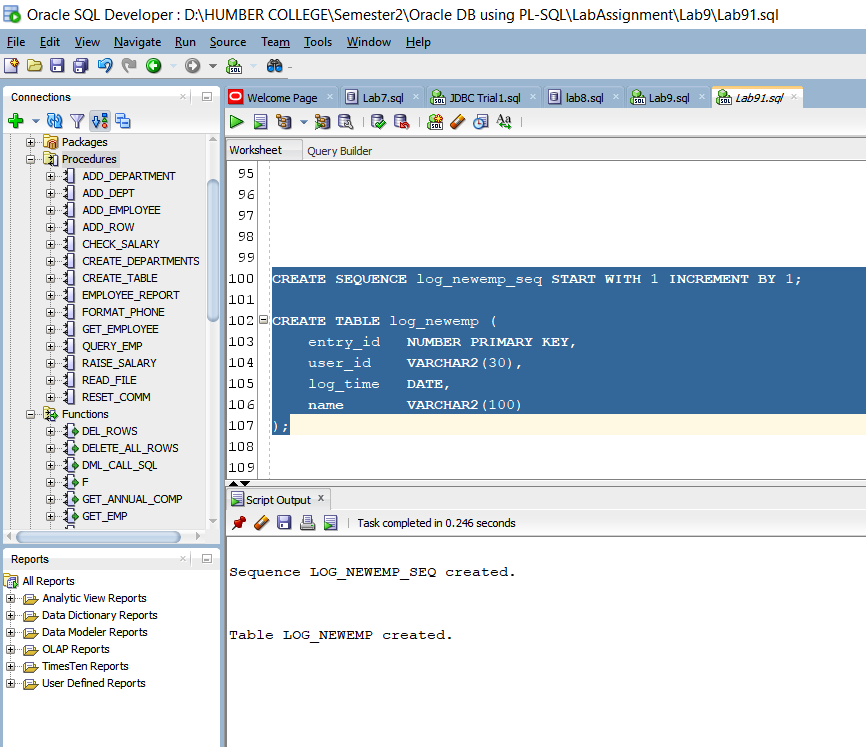 Oracle SQL Developer : D:\HUMBER COLLEGE\Semester2\Oracle DB using PL-SQL\LabAssignment\Lab9\Lab91.sql
File Edit View Navigate Run Source Team Tools Window Help
Connections
Packages
Procedures
ADD_DEPARTMENT
ADD_DEPT
ADD_EMPLOYEE
ADD_ROW
CHECK_SALARY
CREATE_DEPARTMENTS
CREATE_TABLE
EMPLOYEE_REPORT
FORMAT_PHONE
GET_EMPLOYEE
QUERY_EMP
RAISE_SALARY
READ_FILE
RESET_COMM
Functions
DEL_ROWS
DELETE_ALL_ROWS
DML_CALL_SQL
F
GET_ANNUAL_COMP
GET_EMP
Reports
All Reports
Analytic View Reports
Data Dictionary Reports
Data Modeler Reports
OLAP Reports
TimesTen Reports
User Defined Reports
Welcome Page Lab7.sql JDBC Trial1.sql lab8.sql Lab9.sql Lab91.sql
Aa
Worksheet Query Builder
95
96
97
98
99
100 CREATE SEQUENCE log_newemp_seq START WITH 1 INCREMENT BY 1;
101
102 CREATE TABLE log_newemp (
103 entry_id NUMBER PRIMARY KEY,
104 user_id VARCHAR2(30),
105 log_time DATE,
106 name VARCHAR2(100)
107 );
108
109
Script Output x
Task completed in 0.246 seconds
Sequence LOG_NEWEMP_SEQ created.
Table LOG_NEWEMP created.